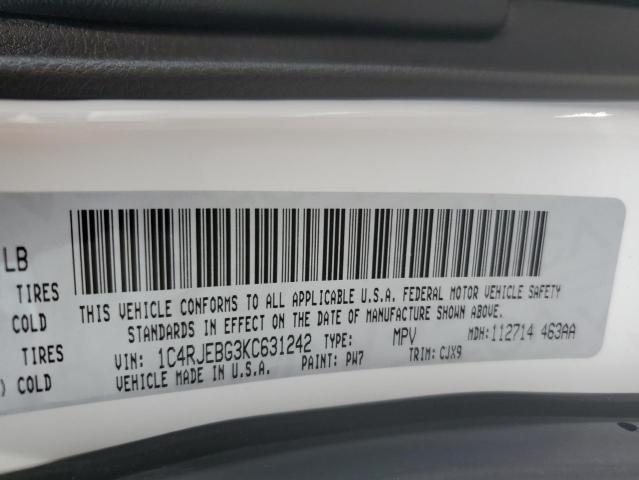 LB
TIRES
COLD
TIRES
) COLD
THIS VEHICLE CONFORMS TO ALL APPLICABLE U.S.A. FEDERAL MOTOR VEHICLE SAFETY
STANDARDS IN EFFECT ON THE DATE OF MANUFACTURE SHOWN ABOVE.
VIN: 1C4RJEBG3KC631242 TYPE: MPV MDH: 112714 463AA
VEHICLE MADE IN U.S.A. PAINT: PW7 TRIM: CJX9